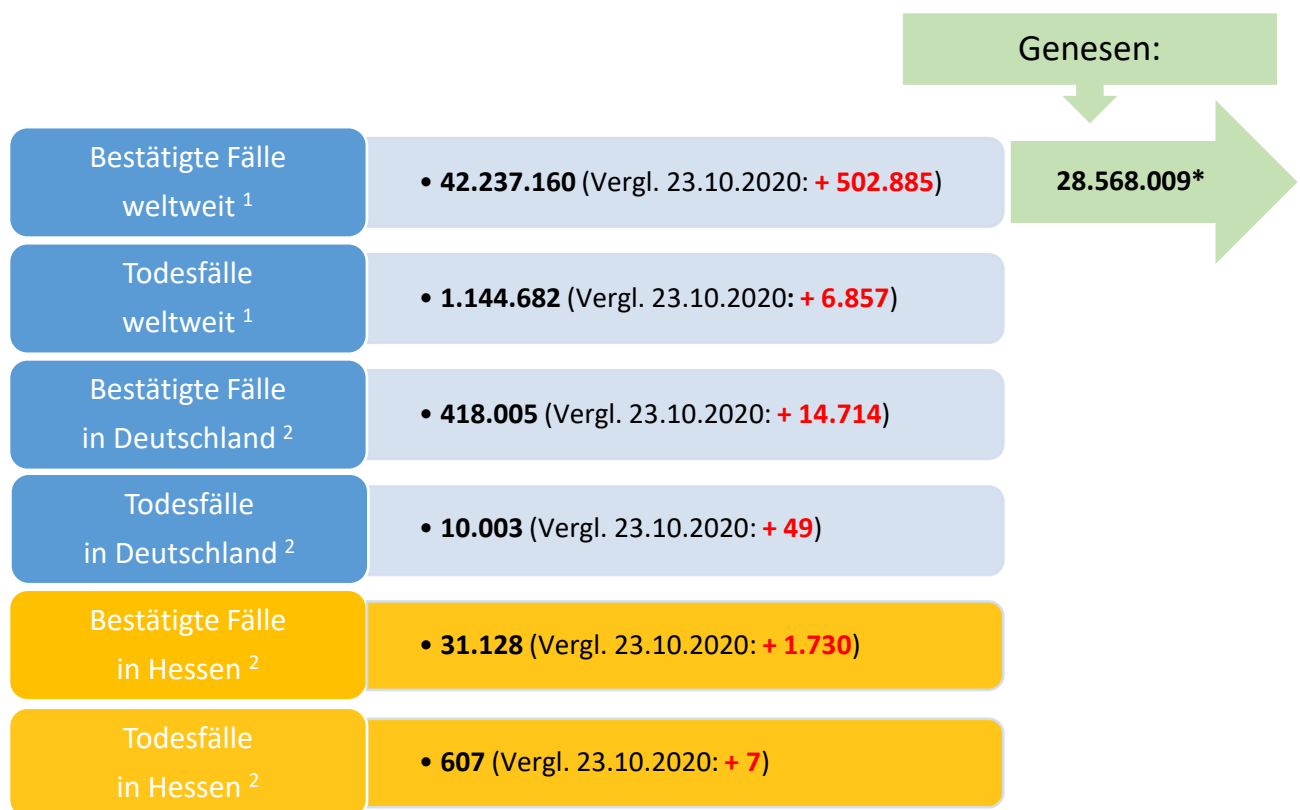 Genesen:
Bestätigte Fälle
weltweit ¹
• 42.237.160 (Vergl. 23.10.2020: + 502.885)
28.568.009*
Todesfälle
weltweit ¹
• 1.144.682 (Vergl. 23.10.2020: + 6.857)
Bestätigte Fälle
in Deutschland ²
• 418.005 (Vergl. 23.10.2020: + 14.714)
Todesfälle
in Deutschland ²
• 10.003 (Vergl. 23.10.2020: + 49)
Bestätigte Fälle
in Hessen ²
• 31.128 (Vergl. 23.10.2020: + 1.730)
Todesfälle
in Hessen ²
• 607 (Vergl. 23.10.2020: + 7)